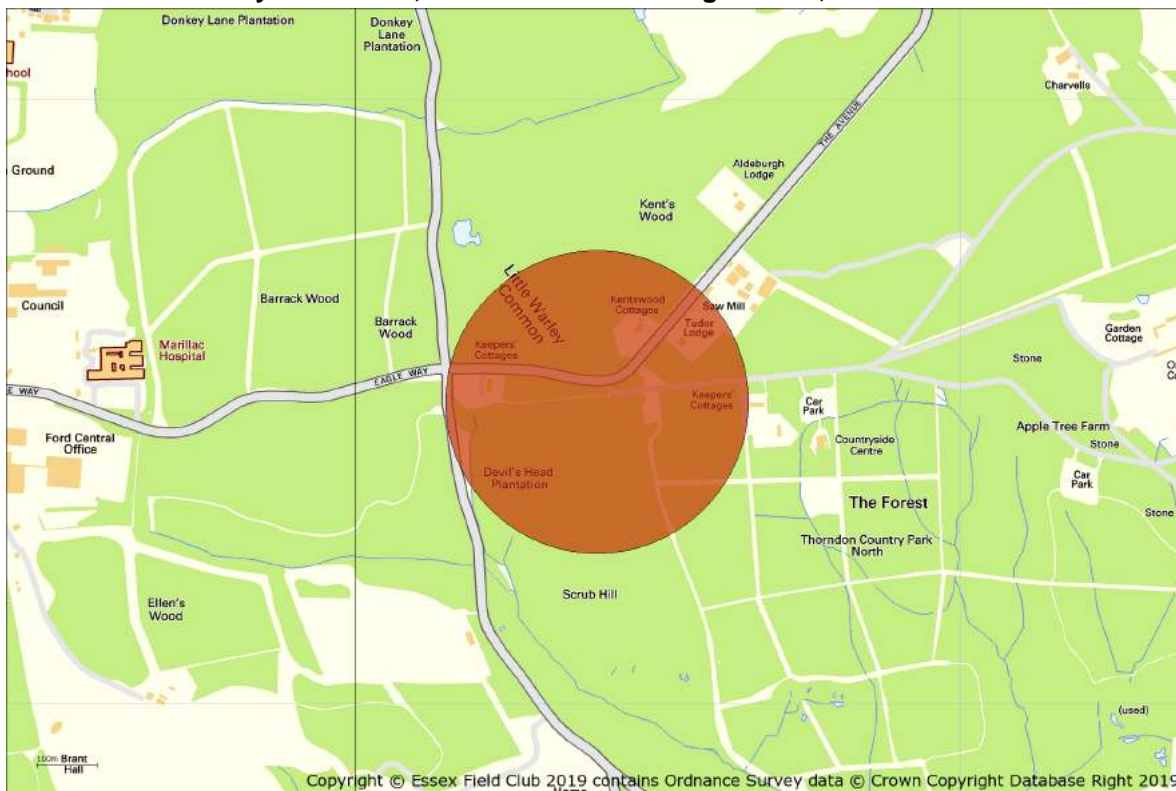 Donkey Lane Plantation
Donkey
Lane
Plantation
hool
Charvells
THE AVENUE
Ground
Aldeburgh
Lodge
Kent's
Wood
Council
Barrack Wood
Little Warley
Common
Kentswood
Cottages
Saw Mill
Barrack
Wood
Tudor
Lodge
Garden
Cottage
Marillac
Hospital
Keepers'
Cottages
Stone
EAGLE WAY
E WAY
Keepers'
Cottages
Car
Park
Apple Tree Farm
Ford Central
Office
Countryside
Centre
Stone
Devil's Head
Plantation
Car
Park
The Forest
Stone
Thorndon Country Park
North
Ellen's
Wood
Scrub Hill
(used)
100m
Brant
Hall
Copyright © Essex Field Club 2019 contains Ordnance Survey data © Crown Copyright Database Right 2019